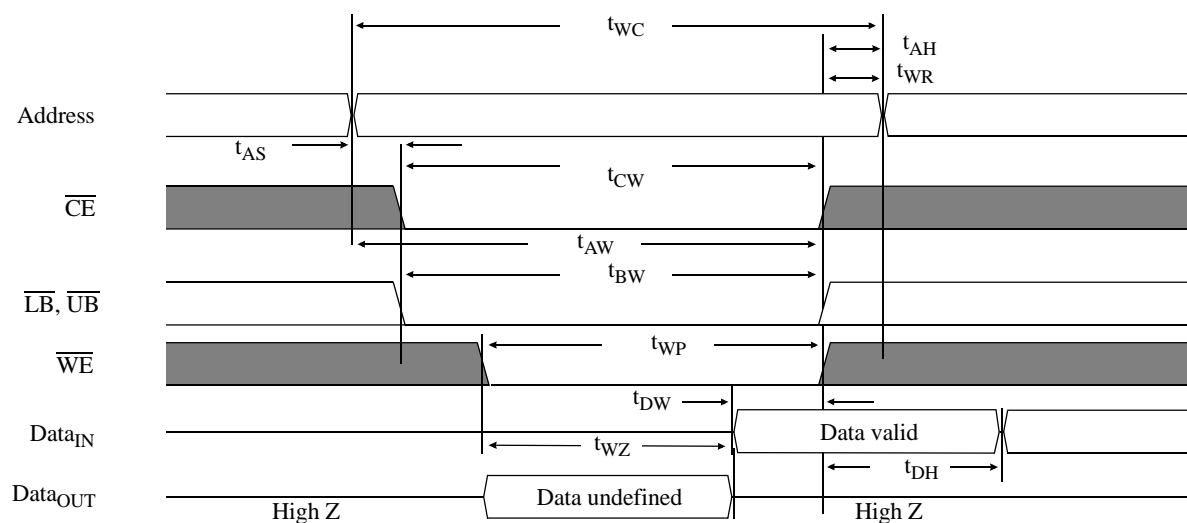 tWC
tAH
tWR
Address
tAS
tCW
CE
tAW
tBW
LB, UB
tWP
WE
tDW
DataIN
Data valid
tWZ
tDH
DataOUT
Data undefined
High Z
High Z